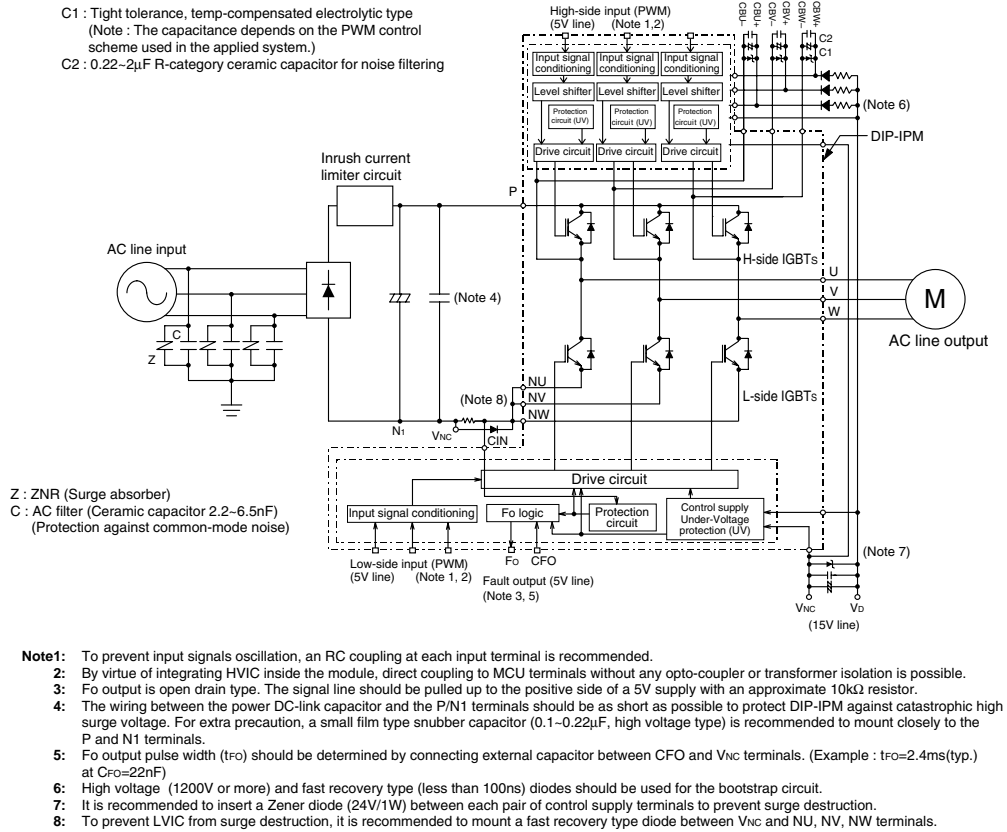 C1 : Tight tolerance, temp-compensated electrolytic type
(Note : The capacitance depends on the PWM control
scheme used in the applied system.)
C2 : 0.22~2μF R-category ceramic capacitor for noise filtering
High-side input (PWM)
(5V line) (Note 1,2)
CBU–
CBU+
CBV–
CBV+
CBW–
CBW+
C2
C1
Input signal conditioning
Input signal conditioning
Input signal conditioning
Level shifter
Level shifter
Level shifter
Protection circuit (UV)
Protection circuit (UV)
Protection circuit (UV)
Drive circuit
Drive circuit
Drive circuit
(Note 6)
DIP-IPM
Inrush current
limiter circuit
P
AC line input
H-side IGBTs
U
V
W
M
AC line output
(Note 4)
C
Z
NU
NV
NW
(Note 8)
L-side IGBTs
N1
VNC
CIN
Drive circuit
Z : ZNR (Surge absorber)
C : AC filter (Ceramic capacitor 2.2~6.5nF)
(Protection against common-mode noise)
Input signal conditioning
Fo logic
Protection
circuit
Control supply
Under-Voltage
protection (UV)
Low-side input (PWM)
(5V line) (Note 1, 2)
FO CFO
Fault output (5V line)
(Note 3, 5)
(Note 7)
VNC VD
(15V line)
Note1: To prevent input signals oscillation, an RC coupling at each input terminal is recommended.
2: By virtue of integrating HVIC inside the module, direct coupling to MCU terminals without any opto-coupler or transformer isolation is possible.
3: Fo output is open drain type. The signal line should be pulled up to the positive side of a 5V supply with an approximate 10kΩ resistor.
4: The wiring between the power DC-link capacitor and the P/N1 terminals should be as short as possible to protect DIP-IPM against catastrophic high
surge voltage. For extra precaution, a small film type snubber capacitor (0.1~0.22μF, high voltage type) is recommended to mount closely to the
P and N1 terminals.
5: Fo output pulse width (tFO) should be determined by connecting external capacitor between CFO and VNC terminals. (Example : tFO=2.4ms(typ.)
at CFO=22nF)
6: High voltage (1200V or more) and fast recovery type (less than 100ns) diodes should be used for the bootstrap circuit.
7: It is recommended to insert a Zener diode (24V/1W) between each pair of control supply terminals to prevent surge destruction.
8: To prevent LVIC from surge destruction, it is recommended to mount a fast recovery type diode between VNC and NU, NV, NW terminals.